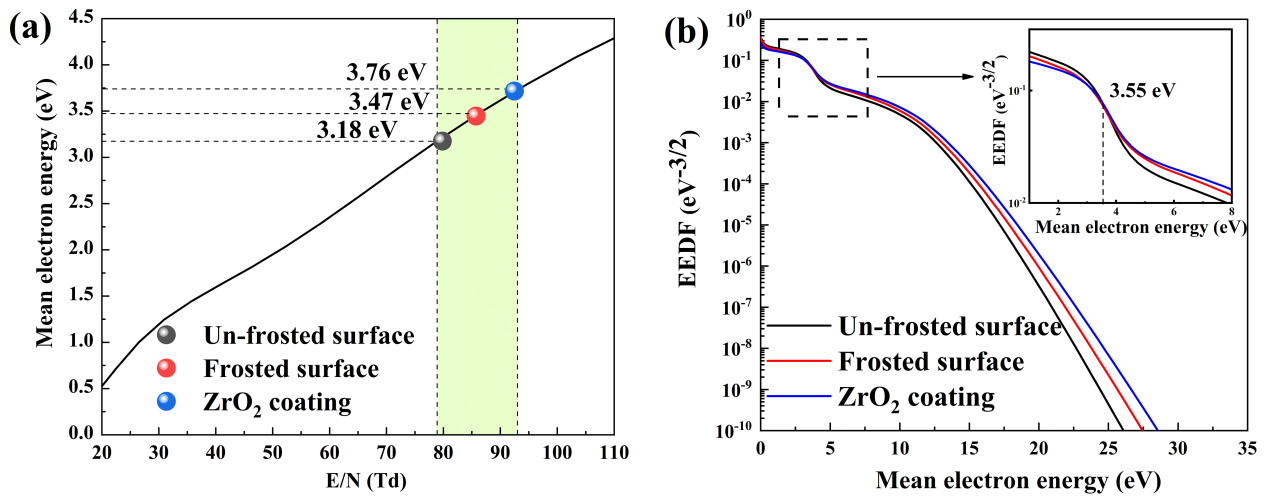 (a)
Mean electron energy (eV)
4.5
4.0
3.5
3.0
2.5
2.0
1.5
1.0
0.5
0.0
3.76 eV
3.47 eV
3.18 eV
Un-frosted surface
Frosted surface
ZrO₂ coating
20 30 40 50 60 70 80 90 100 110
E/N (Td)
(b)
EEDF (eV⁻³/²)
10⁰
10⁻¹
10⁻²
10⁻³
10⁻⁴
10⁻⁵
10⁻⁶
10⁻⁷
10⁻⁸
10⁻⁹
10⁻¹⁰
EEDF (eV⁻³/²)
10⁻¹
10⁻²
3.55 eV
2 4 6 8
Mean electron energy (eV)
Un-frosted surface
Frosted surface
ZrO₂ coating
0 5 10 15 20 25 30 35
Mean electron energy (eV)